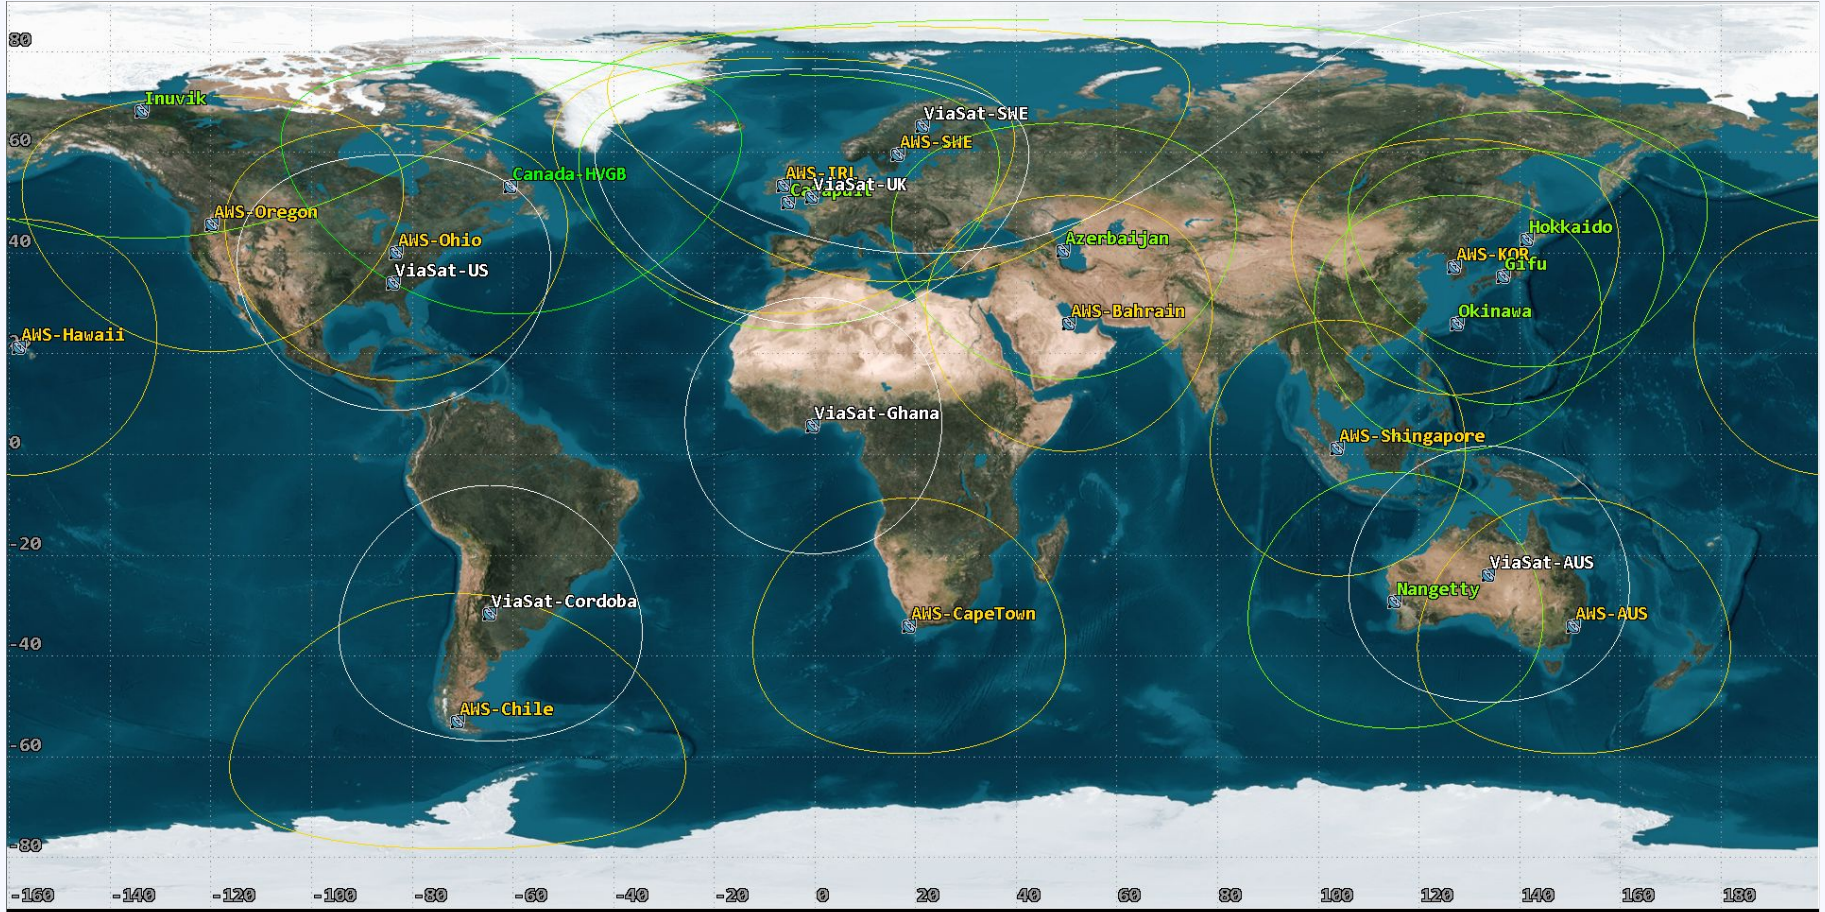 80
Inuvik
ViaSat-SWE
60
AWS-SWE
Canada-HVGB
AWS-IRL
ViaSat-UK
AWS-Oregon
Hokkaido
40
AWS-Ohio
Azerbaijan
AWS-KOR
Gifu
ViaSat-US
AWS-Hawaii
20
AWS-Bahrain
Okinawa
ViaSat-Ghana
0
AWS-Shingapore
-20
ViaSat-AUS
Nangetty
ViaSat-Cordoba
AWS-CapeTown
AWS-AUS
-40
AWS-Chile
-60
-80
-160 -140 -120 -100 -80 -60 -40 -20 0 20 40 60 80 100 120 140 160 180